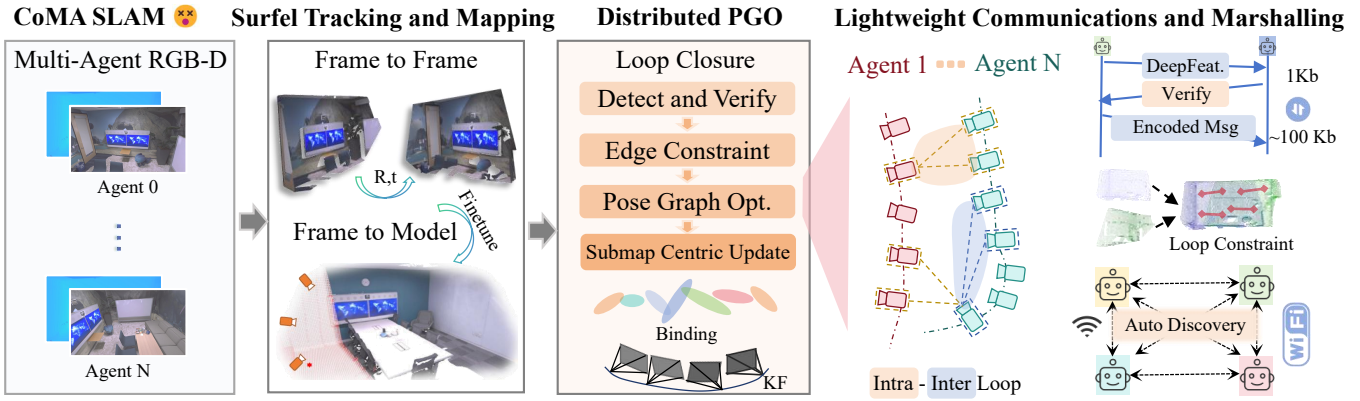 CoMA SLAM
Surfel Tracking and Mapping
Distributed PGO
Lightweight Communications and Marshalling
Multi-Agent RGB-D
Agent 0
Agent N
Frame to Frame
R,t
Finetune
Frame to Model
*
Loop Closure
Detect and Verify
Edge Constraint
Pose Graph Opt.
Submap Centric Update
Binding
KF
Agent 1
Agent N
Intra - Inter Loop
DeepFeat.
1Kb
Verify
Encoded Msg
~100 Kb
Loop Constraint
Auto Discovery
WiFi